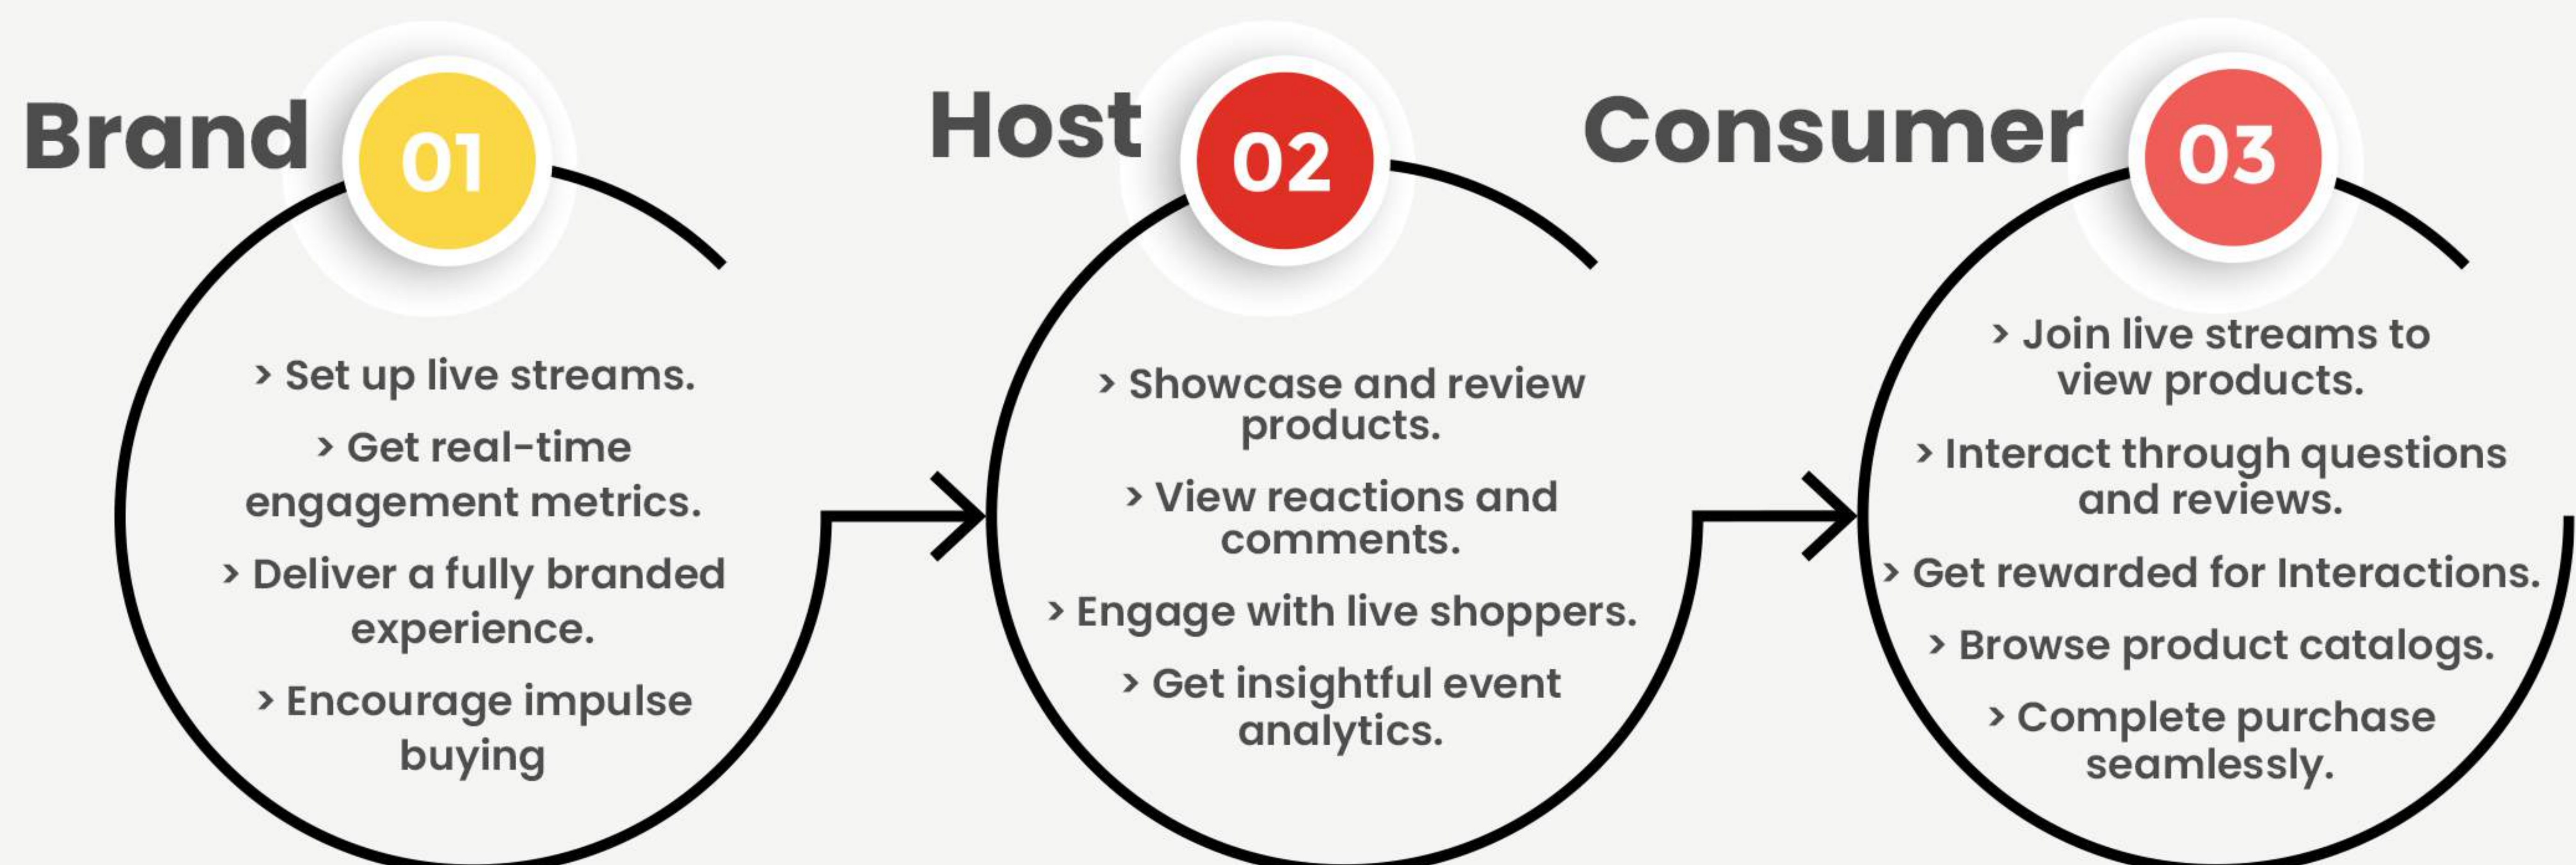 Brand
01
> Set up live streams.
> Get real-time
engagement metrics.
> Deliver a fully branded
experience.
> Encourage impulse
buying
Host
02
> Showcase and review
products.
> View reactions and
comments.
> Engage with live shoppers.
> Get insightful event
analytics.
Consumer
03
> Join live streams to
view products.
> Interact through questions
and reviews.
> Get rewarded for Interactions.
> Browse product catalogs.
> Complete purchase
seamlessly.